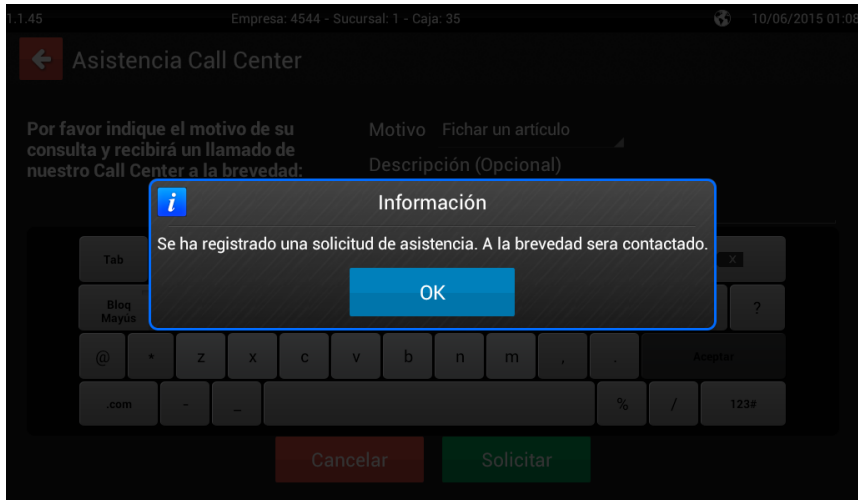 1.1.45 Empresa: 4544 - Sucursal: 1 - Caja: 35 10/06/2015 01:08
Asistencia Call Center
Por favor indique el motivo de su
consulta y recibirá un llamado de
nuestro Call Center a la brevedad:
Motivo Fichar un artículo
Descripción (Opcional)
i Información
Se ha registrado una solicitud de asistencia. A la brevedad sera contactado.
OK
Tab X
Bloq
Mayús ?
@ * z x c v b n m , . Aceptar
.com - _ % / 123#
Cancelar Solicitar